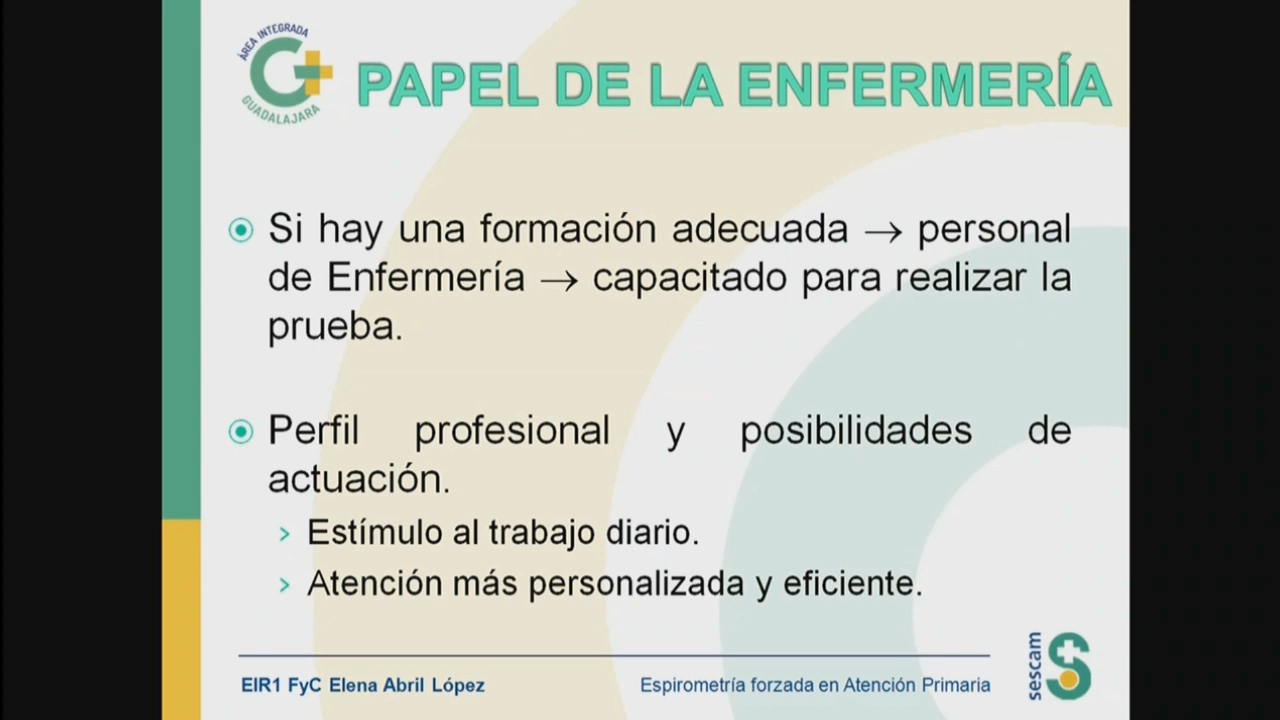 ÁREA INTEGRADA
GUADALAJARA
PAPEL DE LA ENFERMERÍA
Si hay una formación adecuada → personal
de Enfermería → capacitado para realizar la
prueba.
Perfil profesional y posibilidades de
actuación.
Estímulo al trabajo diario.
Atención más personalizada y eficiente.
EIR1 FyC Elena Abril López
Espirometría forzada en Atención Primaria
sescam